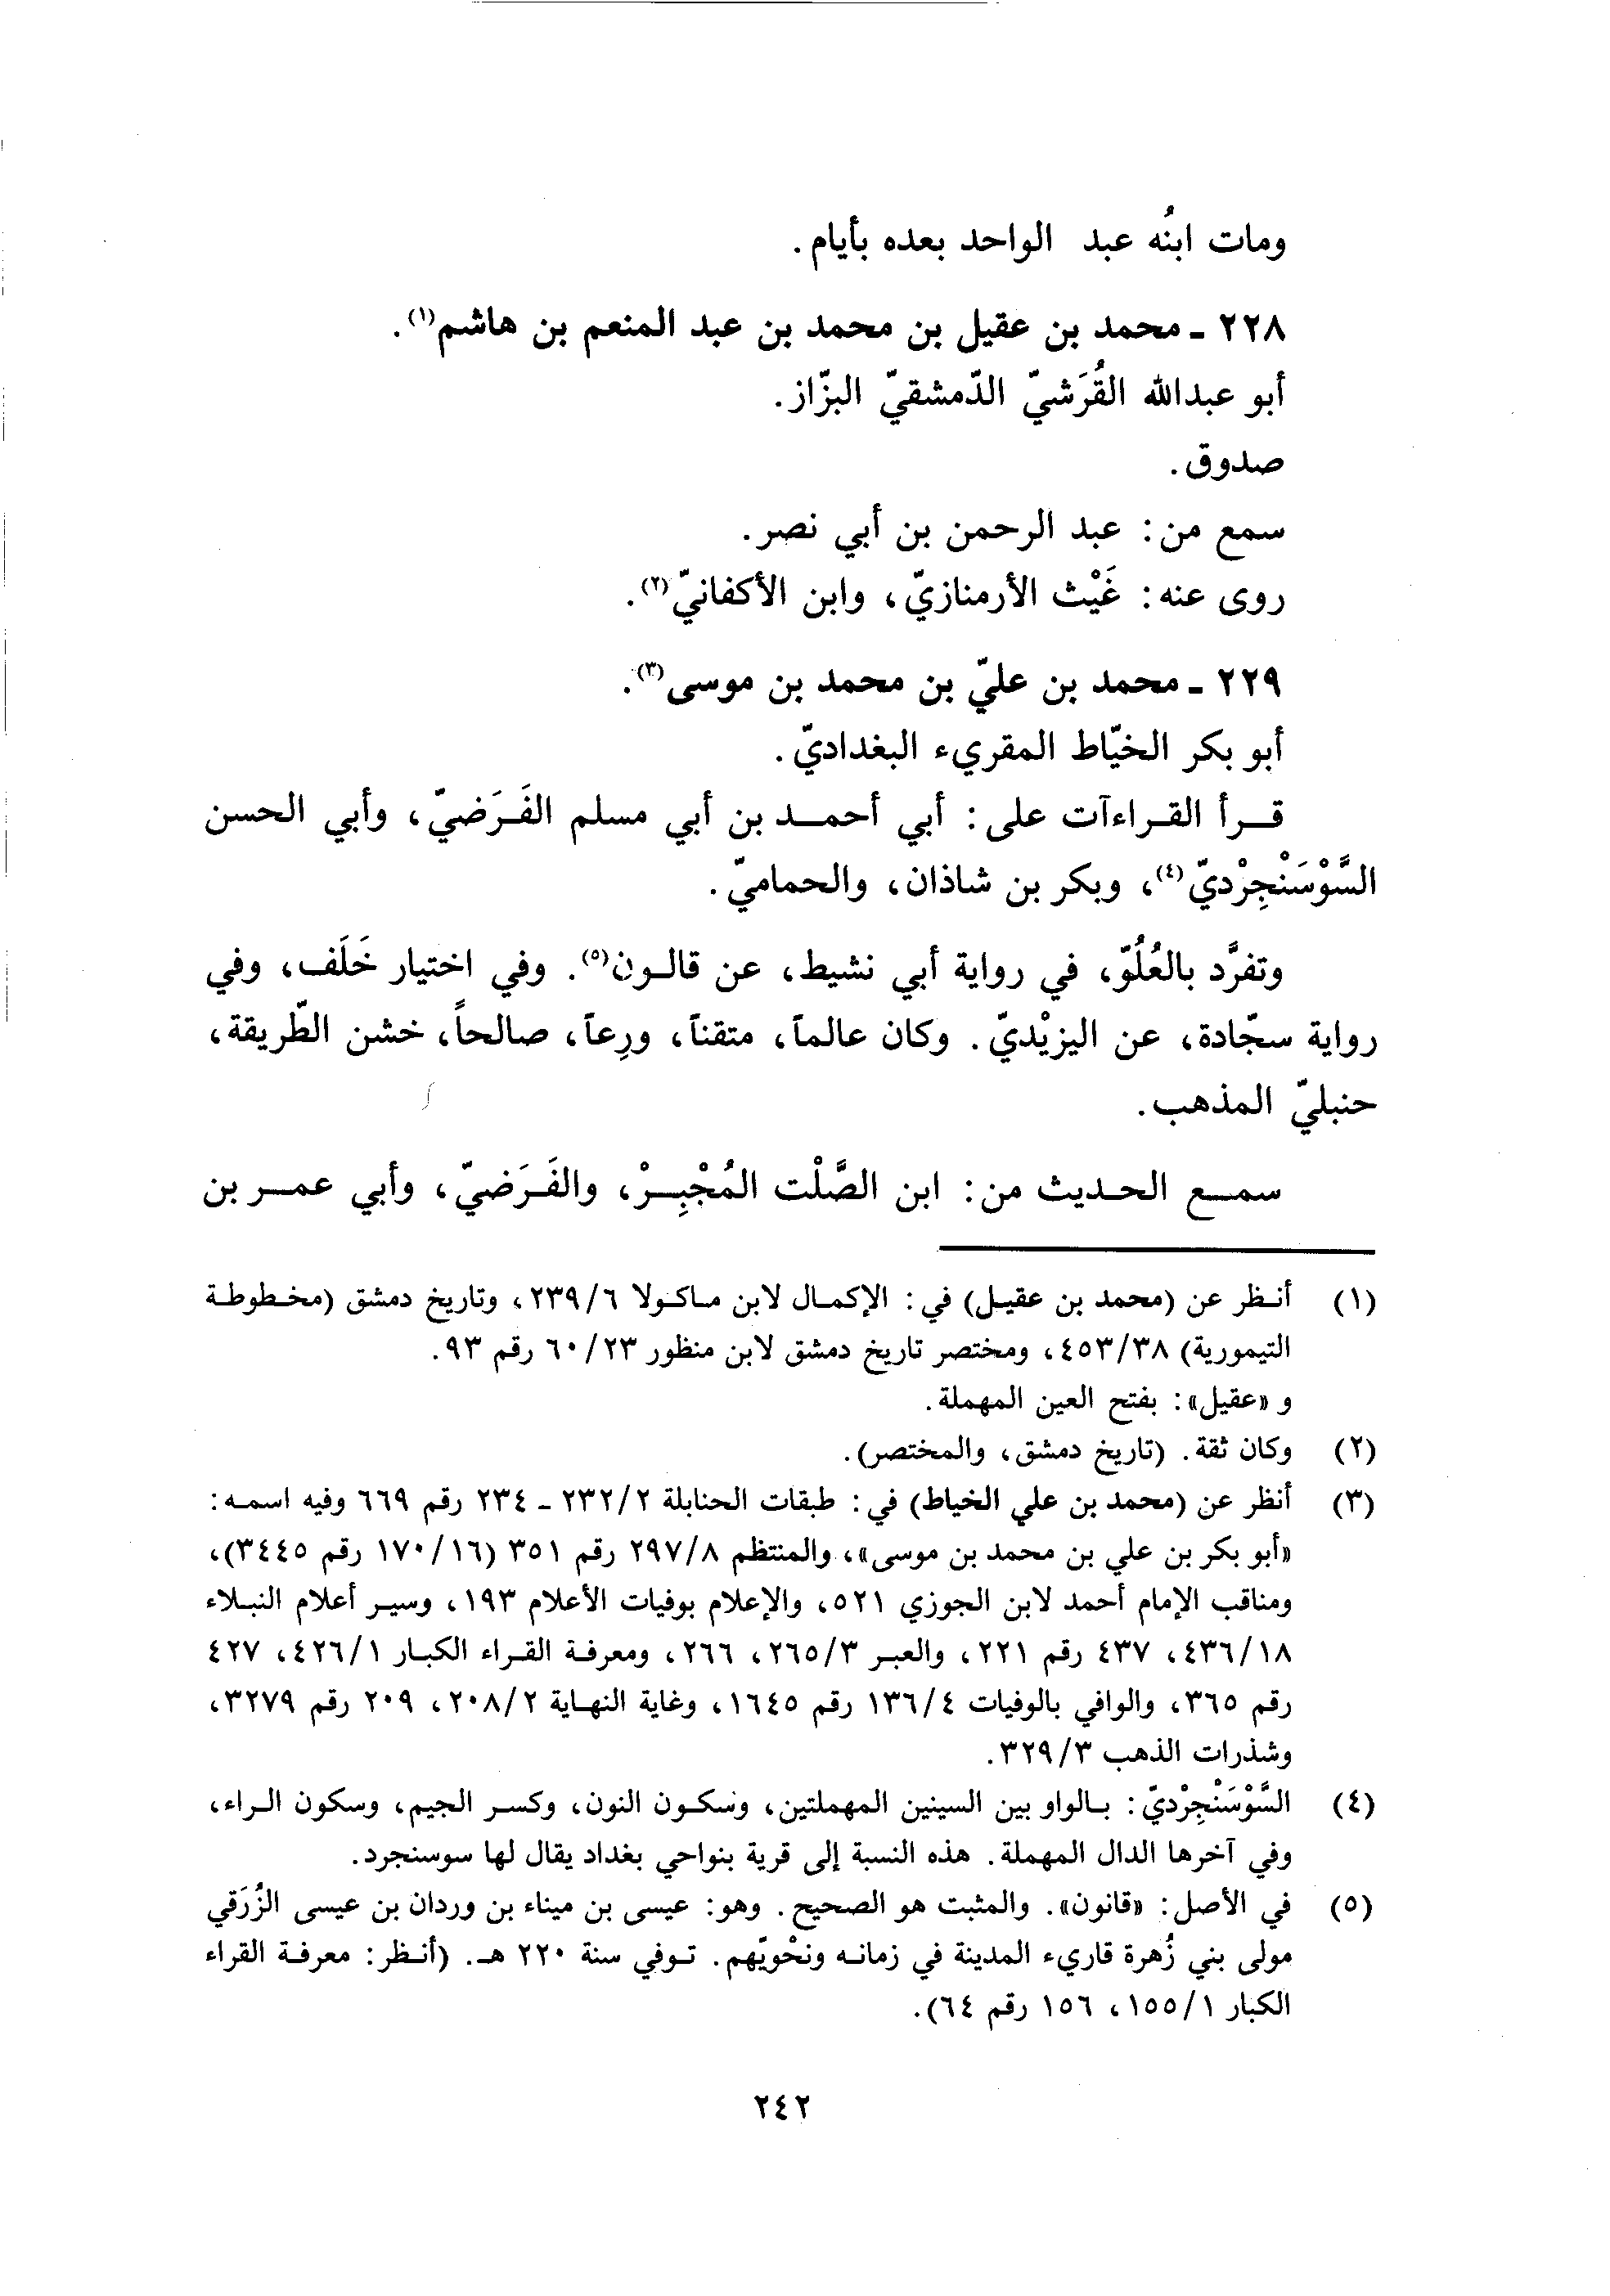 ومات ابنُه عبد الواحد بعده بأيام.
٢٢٨ ـ محمد بن عقيل بن محمد بن عبد المنعم بن هاشم(١).
أبو عبدالله القُرَشيّ الدّمشقيّ البزّاز.
صدوق.
سمع من: عبد الرحمن بن أبي نصر.
روى عنه: غَيْث الأرمنازيّ، وابن الأكفانيّ(٢).
٢٢٩ ـ محمد بن عليّ بن محمد بن موسى(٣).
أبو بكر الخيّاط المقريء البغداديّ.
قرأ القراءآت على: أبي أحمد بن أبي مسلم الفَرَضيّ، وأبي الحسن
السَّوْسَنْجِرْديّ(٤)، وبكر بن شاذان، والحماميّ.
وتفرَّد بالعُلُوّ، في رواية أبي نشيط، عن قالون(٥). وفي اختيار خَلَف، وفي
رواية سجّادة، عن اليزيْديّ. وكان عالماً، متقناً، ورِعاً، صالحاً، خشن الطّريقة،
حنبليّ المذهب.
سمع الحديث من: ابن الصَّلْت المُجْبِرْ، والفَرَضيّ، وأبي عمر بن
(١) أنظر عن (محمد بن عقيل) في: الإكمال لابن ماكولا ٢٣٩/٦، وتاريخ دمشق (مخطوطة
التيمورية) ٤٥٣/٣٨، ومختصر تاريخ دمشق لابن منظور ٦٠/٢٣ رقم ٩٣.
و «عقيل»: بفتح العين المهملة.
(٢) وكان ثقة. (تاريخ دمشق، والمختصر).
(٣) أنظر عن (محمد بن علي الخياط) في: طبقات الحنابلة ٢٣٢/٢ ـ ٢٣٤ رقم ٦٦٩ وفيه اسمه:
«أبو بكر بن علي بن محمد بن موسى»، والمنتظم ٢٩٧/٨ رقم ٣٥١ (١٧٠/١٦ رقم ٣٤٤٥)،
ومناقب الإمام أحمد لابن الجوزي ٥٢١، والإعلام بوفيات الأعلام ١٩٣، وسير أعلام النبلاء
٤٣٦/١٨، ٤٣٧ رقم ٢٢١، والعبر ٢٦٥/٣، ٢٦٦، ومعرفة القراء الكبار ٤٢٦/١، ٤٢٧
رقم ٣٦٥، والوافي بالوفيات ١٣٦/٤ رقم ١٦٤٥، وغاية النهاية ٢٠٨/٢، ٢٠٩ رقم ٣٢٧٩،
وشذرات الذهب ٣٢٩/٣.
(٤) السَّوْسَنْجِرْديّ: بالواو بين السينين المهملتين، وسكون النون، وكسر الجيم، وسكون الراء،
وفي آخرها الدال المهملة. هذه النسبة إلى قرية بنواحي بغداد يقال لها سوسنجرد.
(٥) في الأصل: «قانون». والمثبت هو الصحيح. وهو: عيسى بن ميناء بن وردان بن عيسى الزُرَقي
مولى بني زُهرة قاريء المدينة في زمانه ونحْويّهم. توفي سنة ٢٢٠ هـ. (أنظر: معرفة القراء
الكبار ١٥٥/١، ١٥٦ رقم ٦٤).
٢٤٢